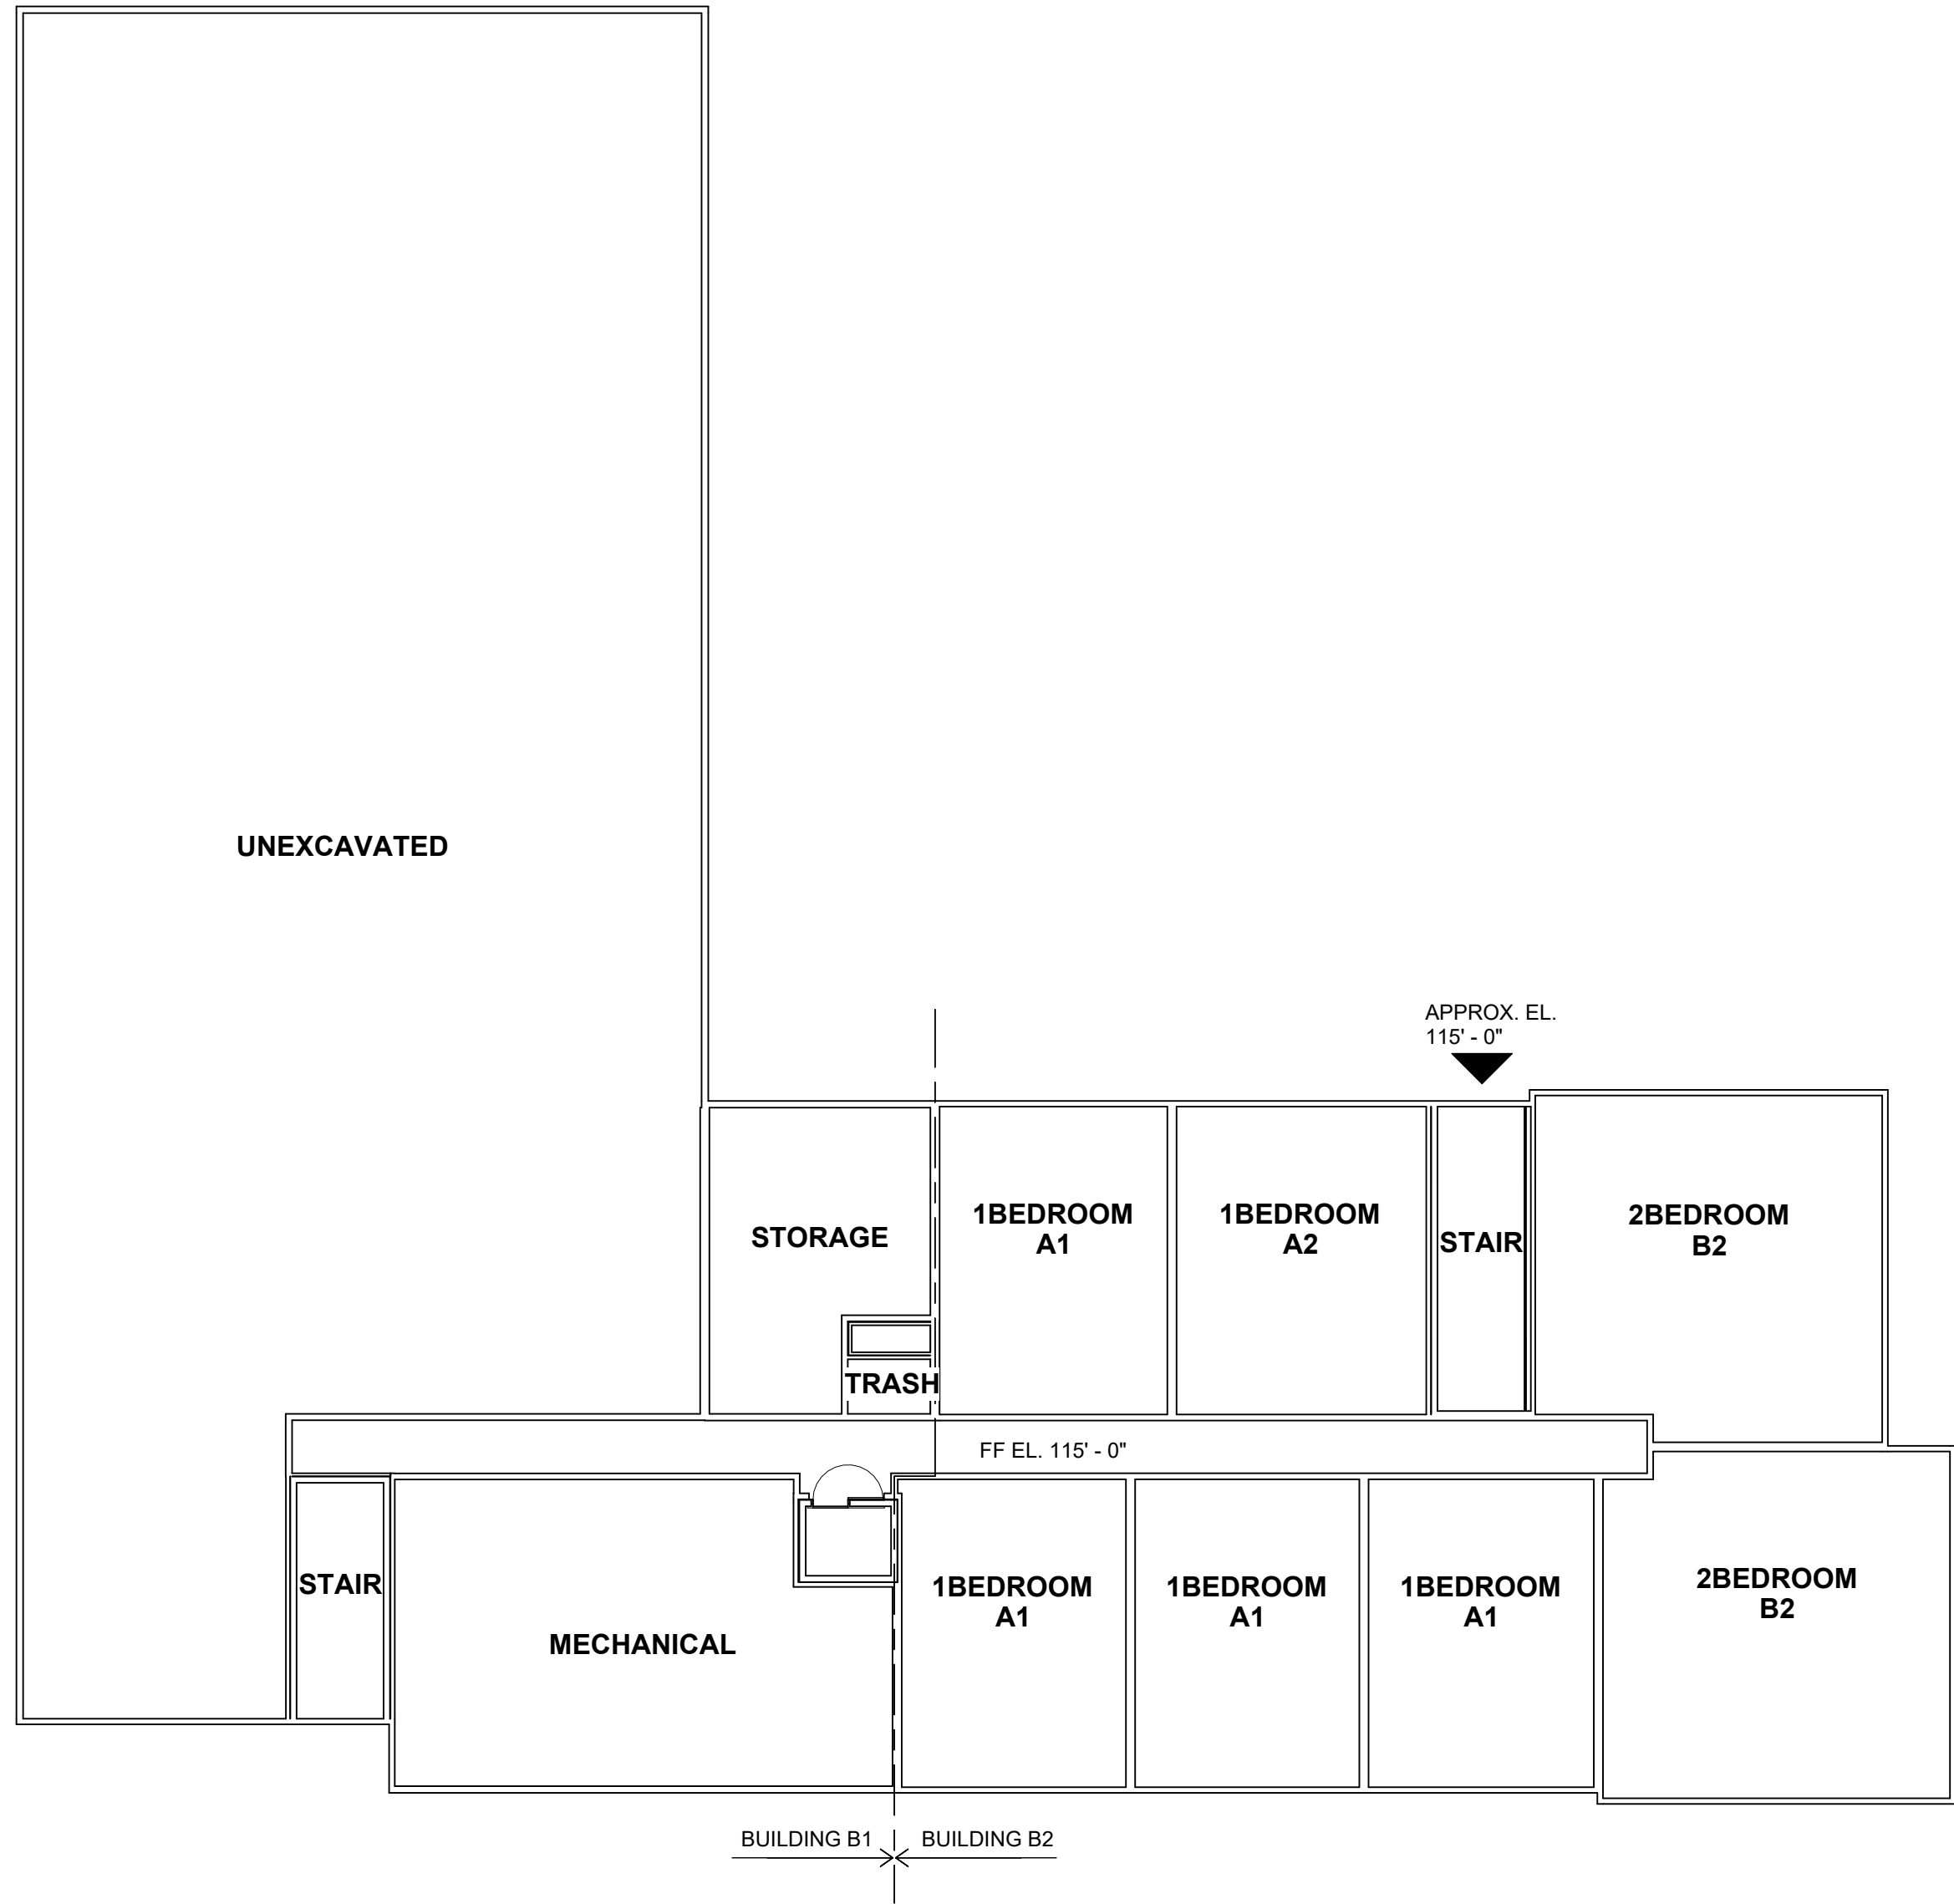 UNEXCAVATED
APPROX. EL.
115' - 0"
STORAGE
1BEDROOM
A1
1BEDROOM
A2
STAIR
2BEDROOM
B2
TRASH
FF EL. 115' - 0"
STAIR
MECHANICAL
1BEDROOM
A1
1BEDROOM
A1
1BEDROOM
A1
2BEDROOM
B2
BUILDING B1
BUILDING B2